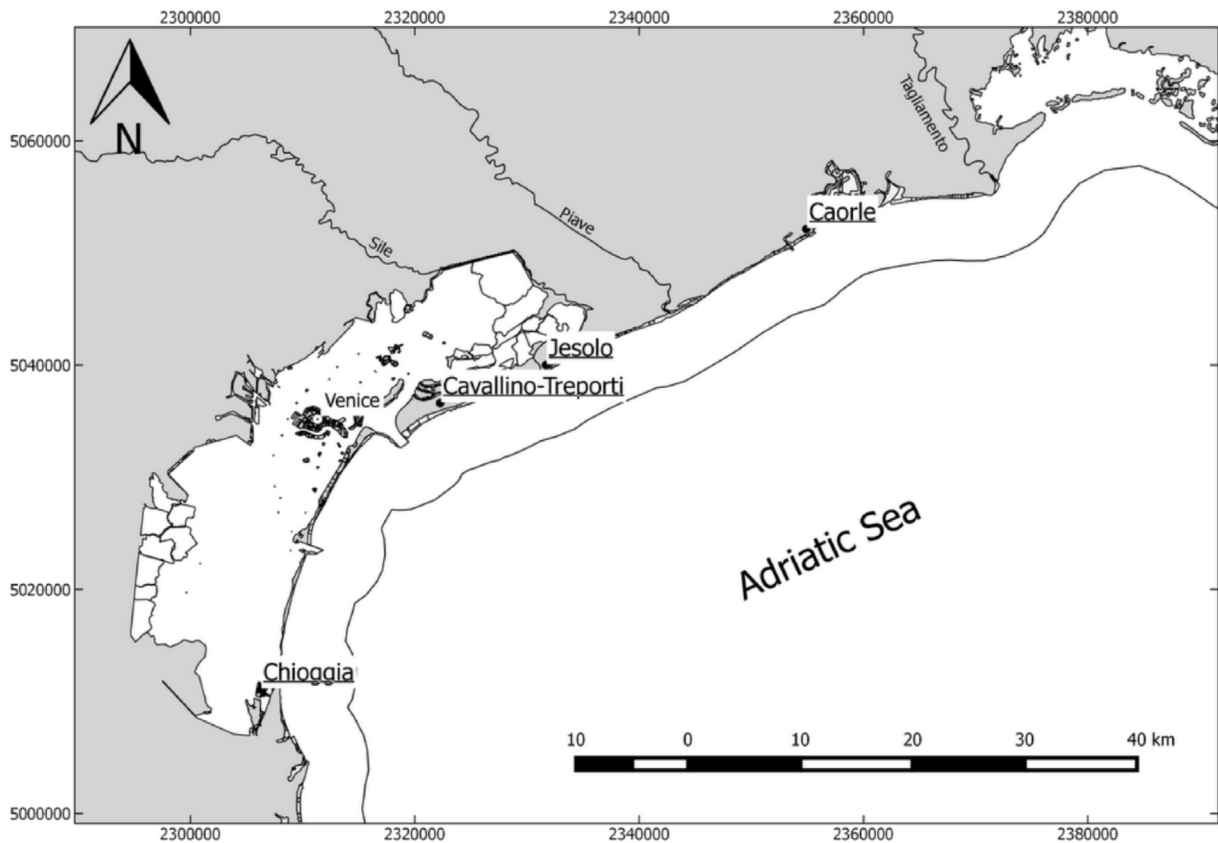 2300000 2320000 2340000 2360000 2380000
N
5060000
Tagliamento
Caorle
Piave
Sile
Jesolo
5040000
Cavallino-Treporti
Venice
Adriatic Sea
5020000
Chioggia
10 0 10 20 30 40 km
5000000
2300000 2320000 2340000 2360000 2380000